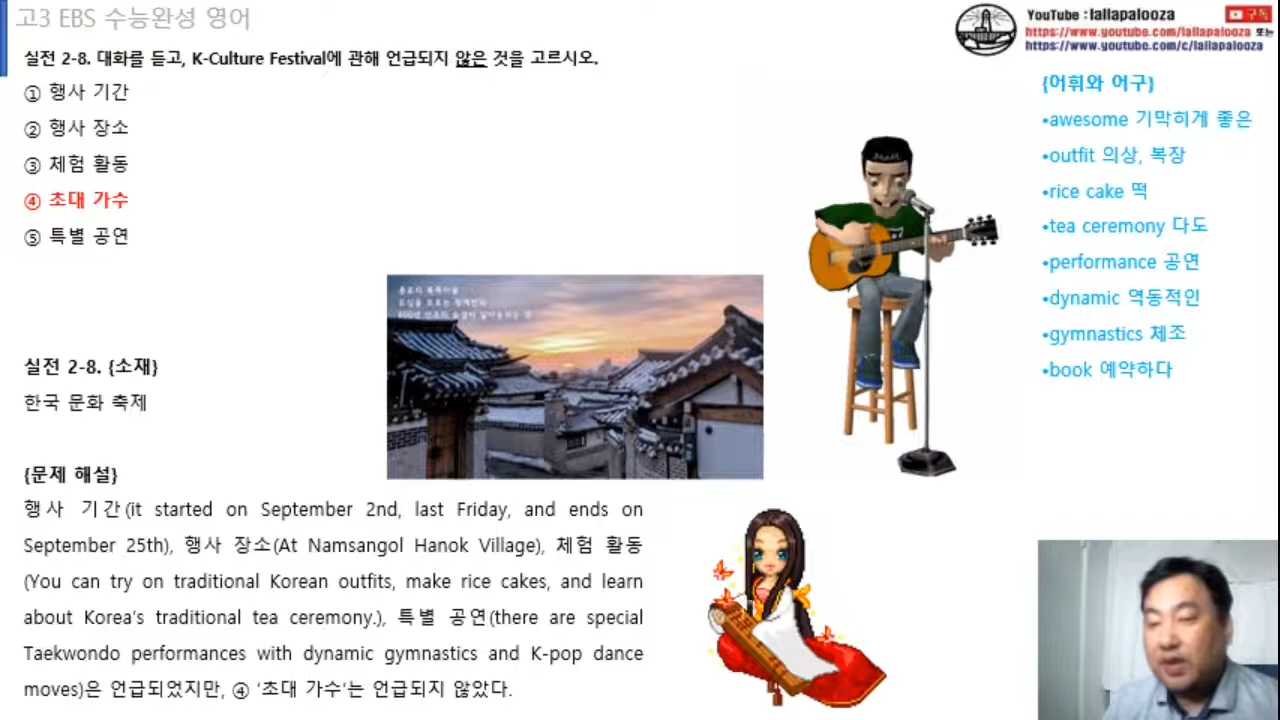 고3 EBS 수능완성 영어
YouTube : lallapalooza
구독
https://www.youtube.com/lallapalooza 또는
https://www.youtube.com/c/lallapalooza
실전 2-8. 대화를 듣고, K-Culture Festival에 관해 언급되지 않은 것을 고르시오.
① 행사 기간
② 행사 장소
③ 체험 활동
④ 초대 가수
⑤ 특별 공연
{어휘와 어구}
•awesome 기막히게 좋은
•outfit 의상, 복장
•rice cake 떡
•tea ceremony 다도
•performance 공연
•dynamic 역동적인
•gymnastics 체조
•book 예약하다
실전 2-8. {소재}
한국 문화 축제
{문제 해설}
행사 기간(it started on September 2nd, last Friday, and ends on
September 25th), 행사 장소(At Namsangol Hanok Village), 체험 활동
(You can try on traditional Korean outfits, make rice cakes, and learn
about Korea's traditional tea ceremony.), 특별 공연(there are special
Taekwondo performances with dynamic gymnastics and K-pop dance
moves)은 언급되었지만, ④ ‘초대 가수’는 언급되지 않았다.